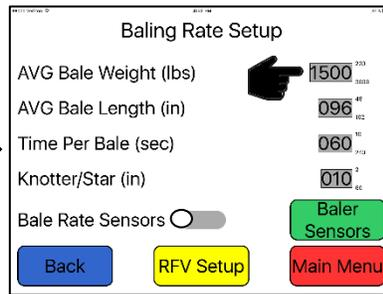 Baling Rate Setup
AVG Bale Weight (lbs) 1500
AVG Bale Length (in) 096
Time Per Bale (sec) 060
Knotter/Star (in) 010
Bale Rate Sensors
Baler Sensors
Back RFV Setup Main Menu